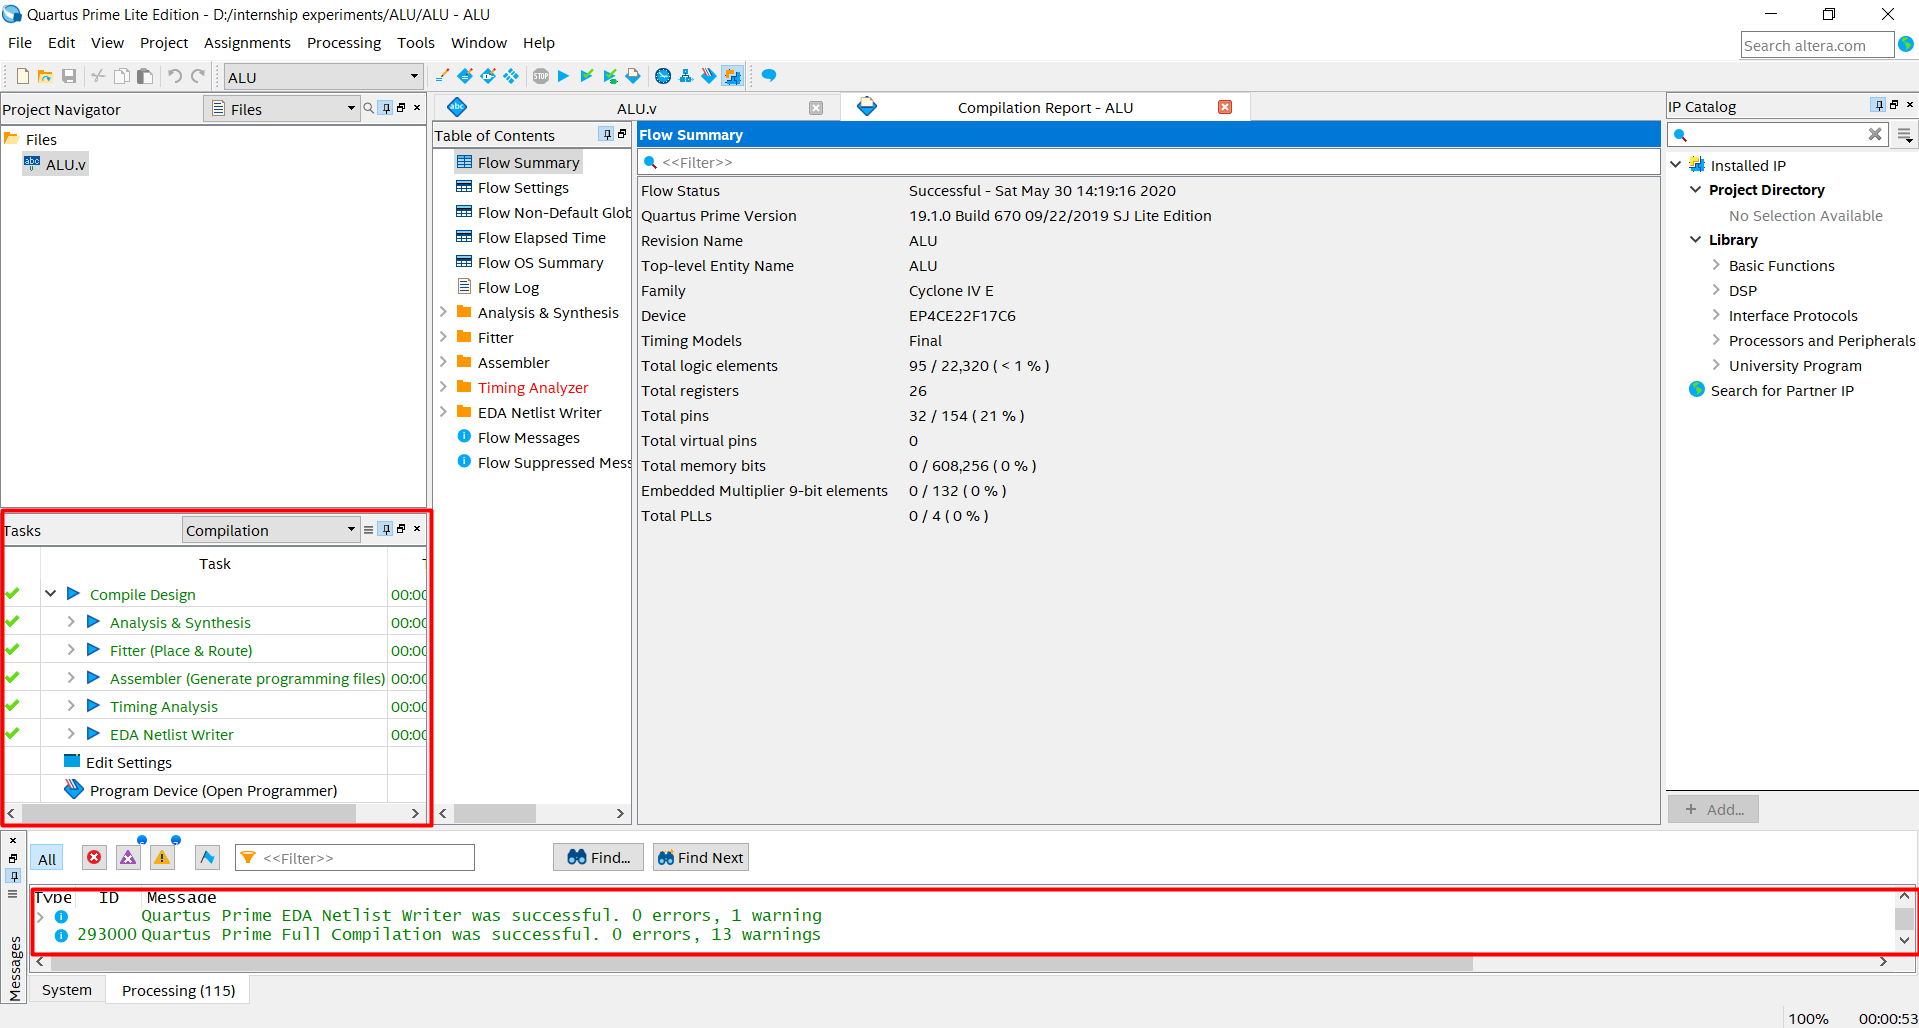 Quartus Prime Lite Edition - D:/internship experiments/ALU/ALU - ALU
File Edit View Project Assignments Processing Tools Window Help
Search altera.com
ALU
Project Navigator Files
Files
ALU.v
ALU.v
Compilation Report - ALU
Table of Contents
Flow Summary
Flow Settings
Flow Non-Default Glob
Flow Elapsed Time
Flow OS Summary
Flow Log
Analysis & Synthesis
Fitter
Assembler
Timing Analyzer
EDA Netlist Writer
Flow Messages
Flow Suppressed Mess
Flow Summary
<<Filter>>
Flow Status Successful - Sat May 30 14:19:16 2020
Quartus Prime Version 19.1.0 Build 670 09/22/2019 SJ Lite Edition
Revision Name ALU
Top-level Entity Name ALU
Family Cyclone IV E
Device EP4CE22F17C6
Timing Models Final
Total logic elements 95 / 22,320 ( < 1 % )
Total registers 26
Total pins 32 / 154 ( 21 % )
Total virtual pins 0
Total memory bits 0 / 608,256 ( 0 % )
Embedded Multiplier 9-bit elements 0 / 132 ( 0 % )
Total PLLs 0 / 4 ( 0 % )
IP Catalog
Installed IP
Project Directory
No Selection Available
Library
Basic Functions
DSP
Interface Protocols
Processors and Peripherals
University Program
Search for Partner IP
+ Add...
Tasks Compilation
Task
Compile Design 00:00
Analysis & Synthesis 00:00
Fitter (Place & Route) 00:00
Assembler (Generate programming files) 00:00
Timing Analysis 00:00
EDA Netlist Writer 00:00
Edit Settings
Program Device (Open Programmer)
All <<Filter>> Find... Find Next
Type ID Message
Quartus Prime EDA Netlist Writer was successful. 0 errors, 1 warning
293000 Quartus Prime Full Compilation was successful. 0 errors, 13 warnings
Messages
System Processing (115)
100% 00:00:53